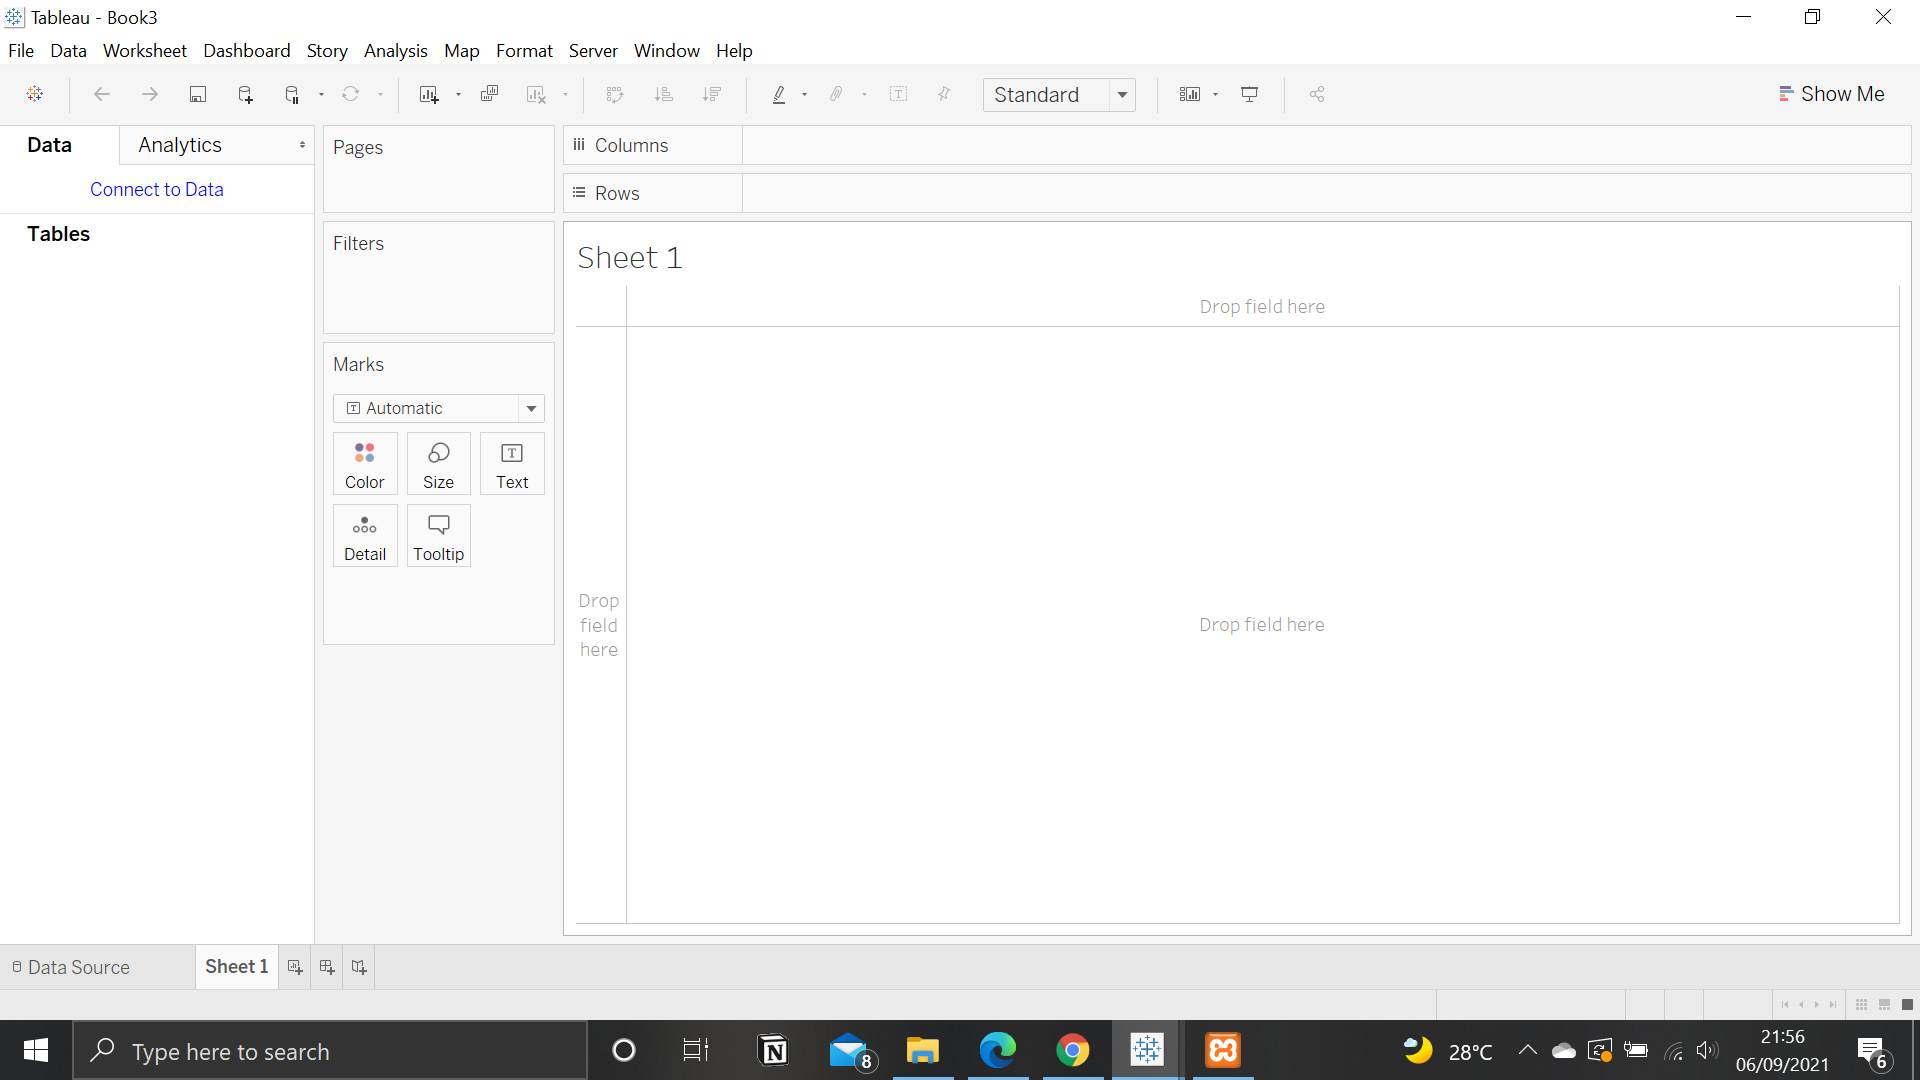 Tableau - Book3
File Data Worksheet Dashboard Story Analysis Map Format Server Window Help
Standard
Show Me
Data
Analytics
Connect to Data
Tables
Pages
Filters
Marks
Automatic
Color
Size
Text
Detail
Tooltip
Columns
Rows
Sheet 1
Drop field here
Drop
field
here
Drop field here
Data Source
Sheet 1
Type here to search
8
28°C
21:56
06/09/2021
6